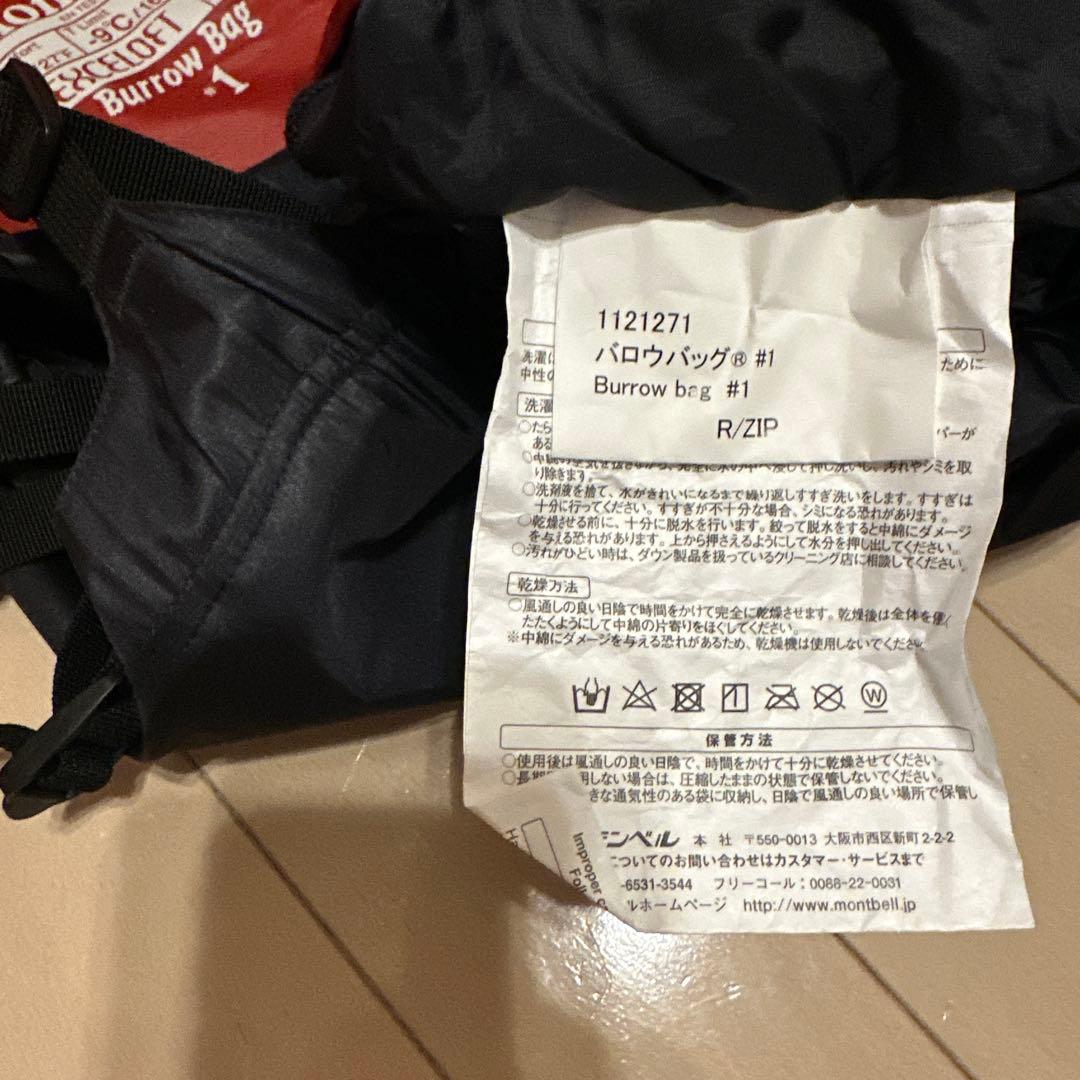 Limit
-9℃/16
27℉
EXCELOFT
Burrow Bag
#1
1121271
バロウバッグ® #1
Burrow bag #1
R/ZIP
洗濯
ために
中性の
洗濯
○たら
バーが
ある
り除きます。
○洗剤液を捨て、水がきれいになるまで繰り返しすすぎ洗いをします。すすぎは
十分に行ってください。すすぎが不十分な場合、シミになる恐れがあります。
○乾燥させる前に、十分に脱水を行います。絞って脱水をすると中綿にダメージ
を与える恐れがあります。上から押さえるようにして水分を押し出してください。
○汚れがひどい時は、ダウン製品を扱っているクリーニング店に相談してください。
乾燥方法
○風通しの良い日陰で時間をかけて完全に乾燥させます。乾燥後は全体を軽く
たたくようにして中綿の片寄りをほぐしてください。
※中綿にダメージを与える恐れがあるため、乾燥機は使用しないでくださ
W
保管方法
○使用後は風通しの良い日陰で、時間をかけて十分に乾燥させてください。
○長期 用しない場合は、圧縮したままの状態で保管しないでください。
きな通気性のある袋に収納し、日陰で風通しの良い場所で保管し
モンベル 本 社 〒550-0013 大阪市西区新町2-2-2
についてのお問い合わせはカスタマー・サービスまで
-6531-3544 フリーコール:0088-22-0031
ルホームページ http://www.montbell.jp
Improper